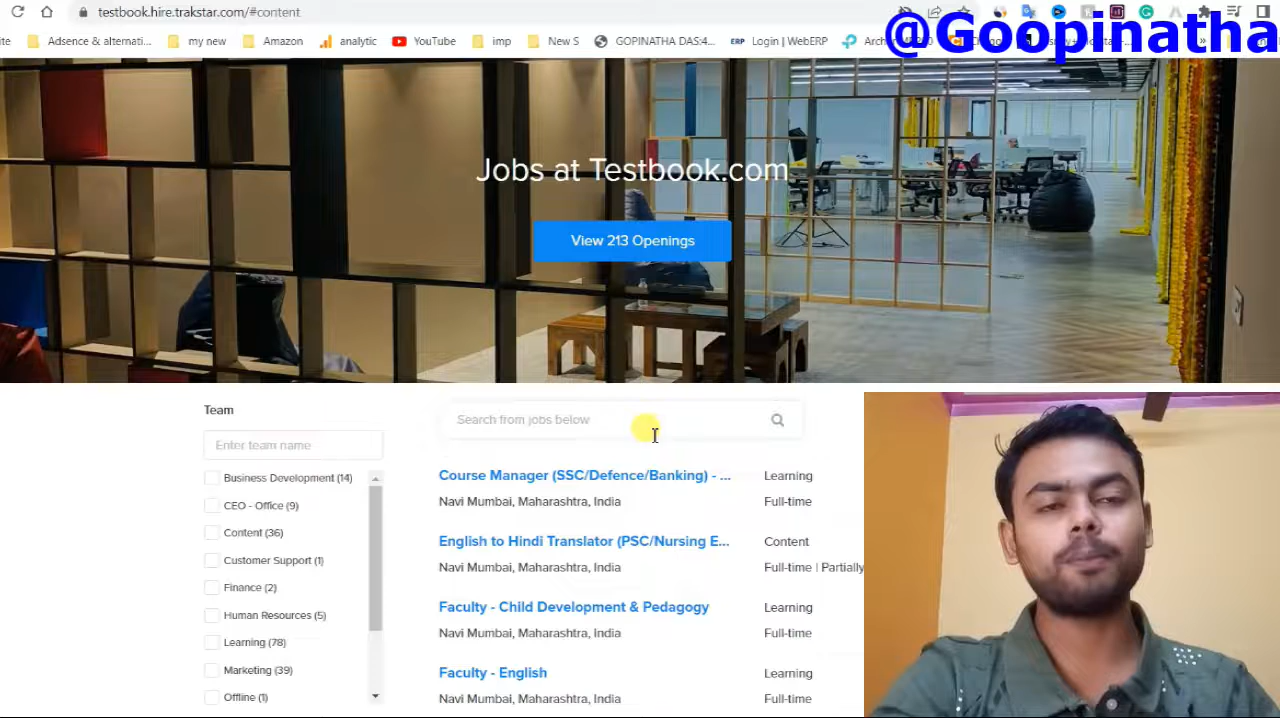 testbook.hire.trakstar.com/#content
@Goopinatha
ite
Adsence & alternati...
my new
Amazon
analytic
YouTube
imp
New S
GOPINATHA DAS:4...
ERP
Login | WebERP
Jobs at Testbook.com
View 213 Openings
Team
Enter team name
Business Development (14)
CEO - Office (9)
Content (36)
Customer Support (1)
Finance (2)
Human Resources (5)
Learning (78)
Marketing (39)
Offline (1)
Search from jobs below
Course Manager (SSC/Defence/Banking) - ...
Learning
Navi Mumbai, Maharashtra, India
Full-time
English to Hindi Translator (PSC/Nursing E...
Content
Navi Mumbai, Maharashtra, India
Full-time | Partially
Faculty - Child Development & Pedagogy
Learning
Navi Mumbai, Maharashtra, India
Full-time
Faculty - English
Learning
Navi Mumbai, Maharashtra, India
Full-time